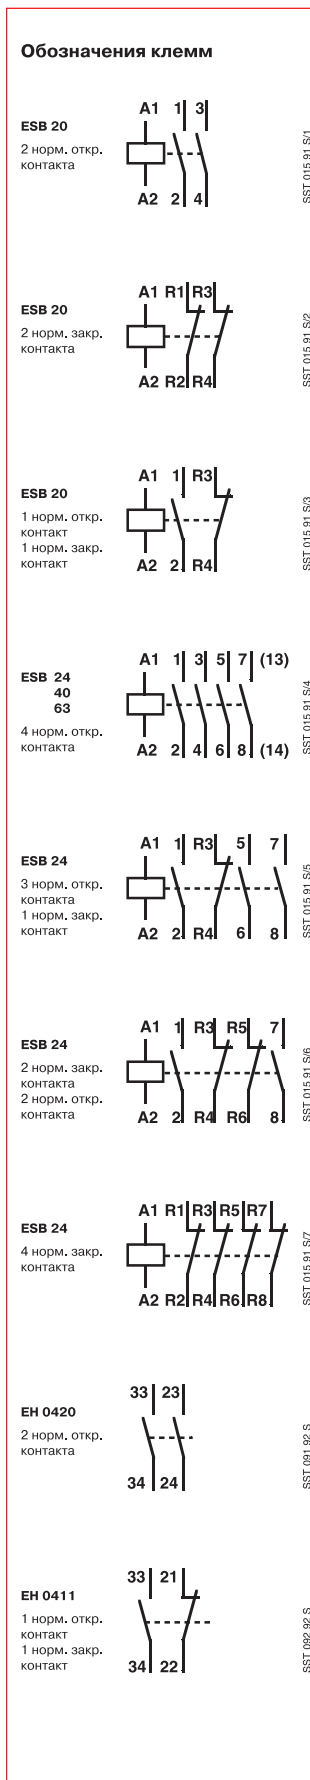 Обозначения клемм
A1 1 3
ESB 20
2 норм. откр.
контакта
A2 2 4
SST 015 91 S/1
A1 R1 R3
ESB 20
2 норм. закр.
контакта
A2 R2 R4
SST 015 91 S/2
A1 1 R3
ESB 20
1 норм. откр.
контакт
1 норм. закр.
контакт
A2 2 R4
SST 015 91 S/3
A1 1 3 5 7 (13)
ESB 24
40
63
4 норм. откр.
контакта
A2 2 4 6 8 (14)
SST 015 91 S/4
A1 1 R3 5 7
ESB 24
3 норм. откр.
контакта
1 норм. закр.
контакт
A2 2 R4 6 8
SST 015 91 S/5
A1 1 R3 R5 7
ESB 24
2 норм. закр.
контакта
2 норм. откр.
контакта
A2 2 R4 R6 8
SST 015 91 S/6
A1 R1 R3 R5 R7
ESB 24
4 норм. закр.
контакта
A2 R2 R4 R6 R8
SST 015 91 S/7
33 23
EH 0420
2 норм. откр.
контакта
34 24
SST 091 92 S
33 21
EH 0411
1 норм. откр.
контакт
1 норм. закр.
контакт
34 22
SST 092 92 S